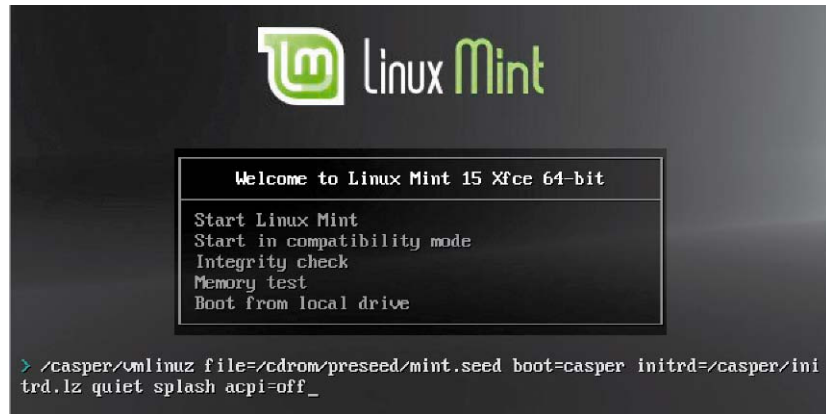 lm Linux Mint
Welcome to Linux Mint 15 Xfce 64-bit
Start Linux Mint
Start in compatibility mode
Integrity check
Memory test
Boot from local drive
> /casper/vmlinuz file=/cdrom/preseed/mint.seed boot=casper initrd=/casper/ini
trd.lz quiet splash acpi=off_